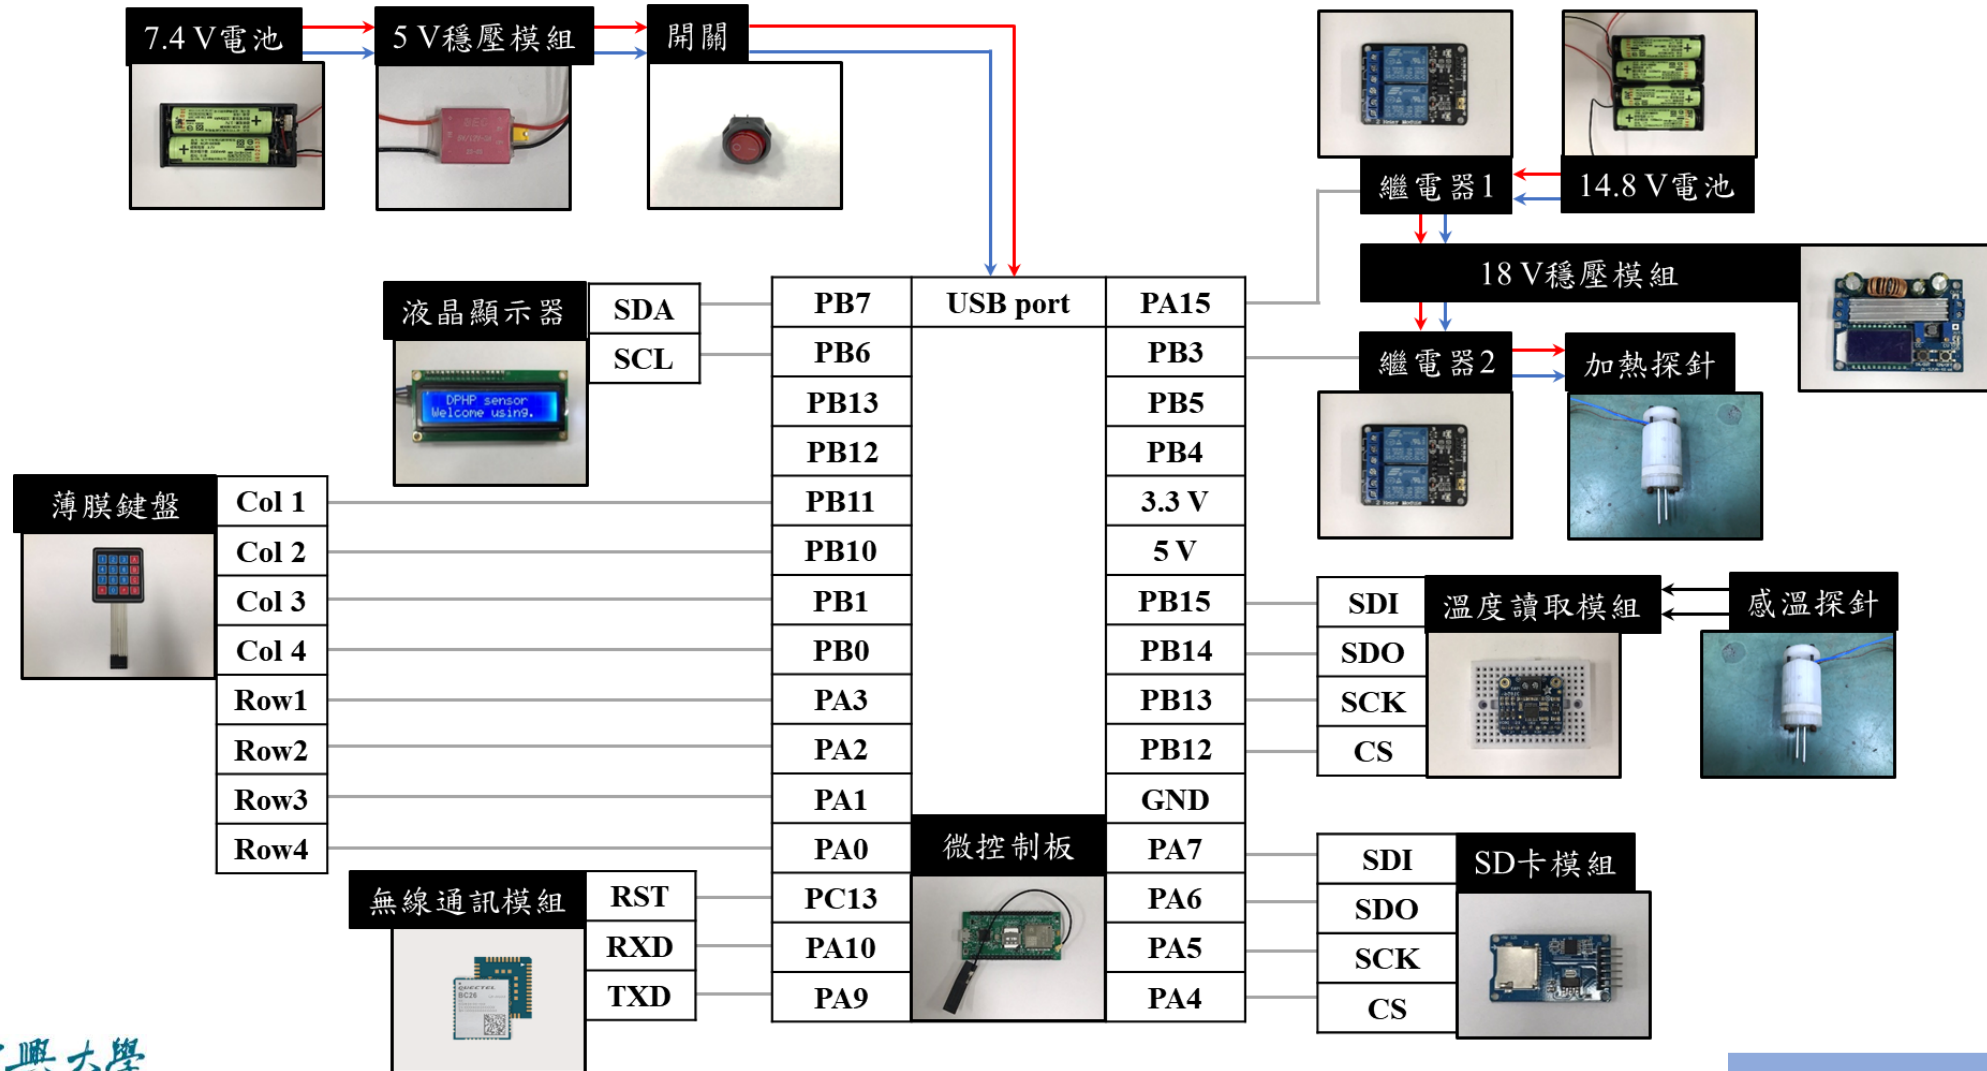 7.4 V電池
5 V穩壓模組
開關
繼電器1
14.8 V電池
18 V穩壓模組
繼電器2
加熱探針
液晶顯示器
SDA
SCL
DPHP sensor
Welcome using.
薄膜鍵盤
Col 1
Col 2
Col 3
Col 4
Row1
Row2
Row3
Row4
無線通訊模組
RST
RXD
TXD
QUECTEL
BC26
PB7
PB6
PB13
PB12
PB11
PB10
PB1
PB0
PA3
PA2
PA1
PA0
PC13
PA10
PA9
USB port
微控制板
PA15
PB3
PB5
PB4
3.3 V
5 V
PB15
PB14
PB13
PB12
GND
PA7
PA6
PA5
PA4
SDI
SDO
SCK
CS
溫度讀取模組
感溫探針
SDI
SDO
SCK
CS
SD卡模組
興大學